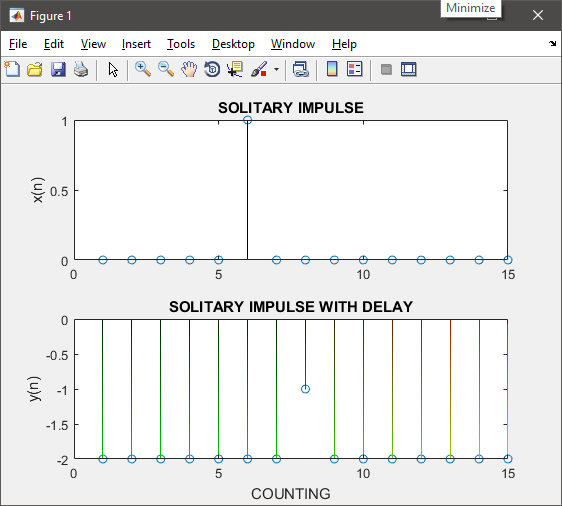 Figure 1
Minimize
File Edit View Insert Tools Desktop Window Help
SOLITARY IMPULSE
1
0.5
0
x(n)
0 5 10 15
SOLITARY IMPULSE WITH DELAY
0
-0.5
-1
-1.5
-2
y(n)
0 5 10 15
COUNTING